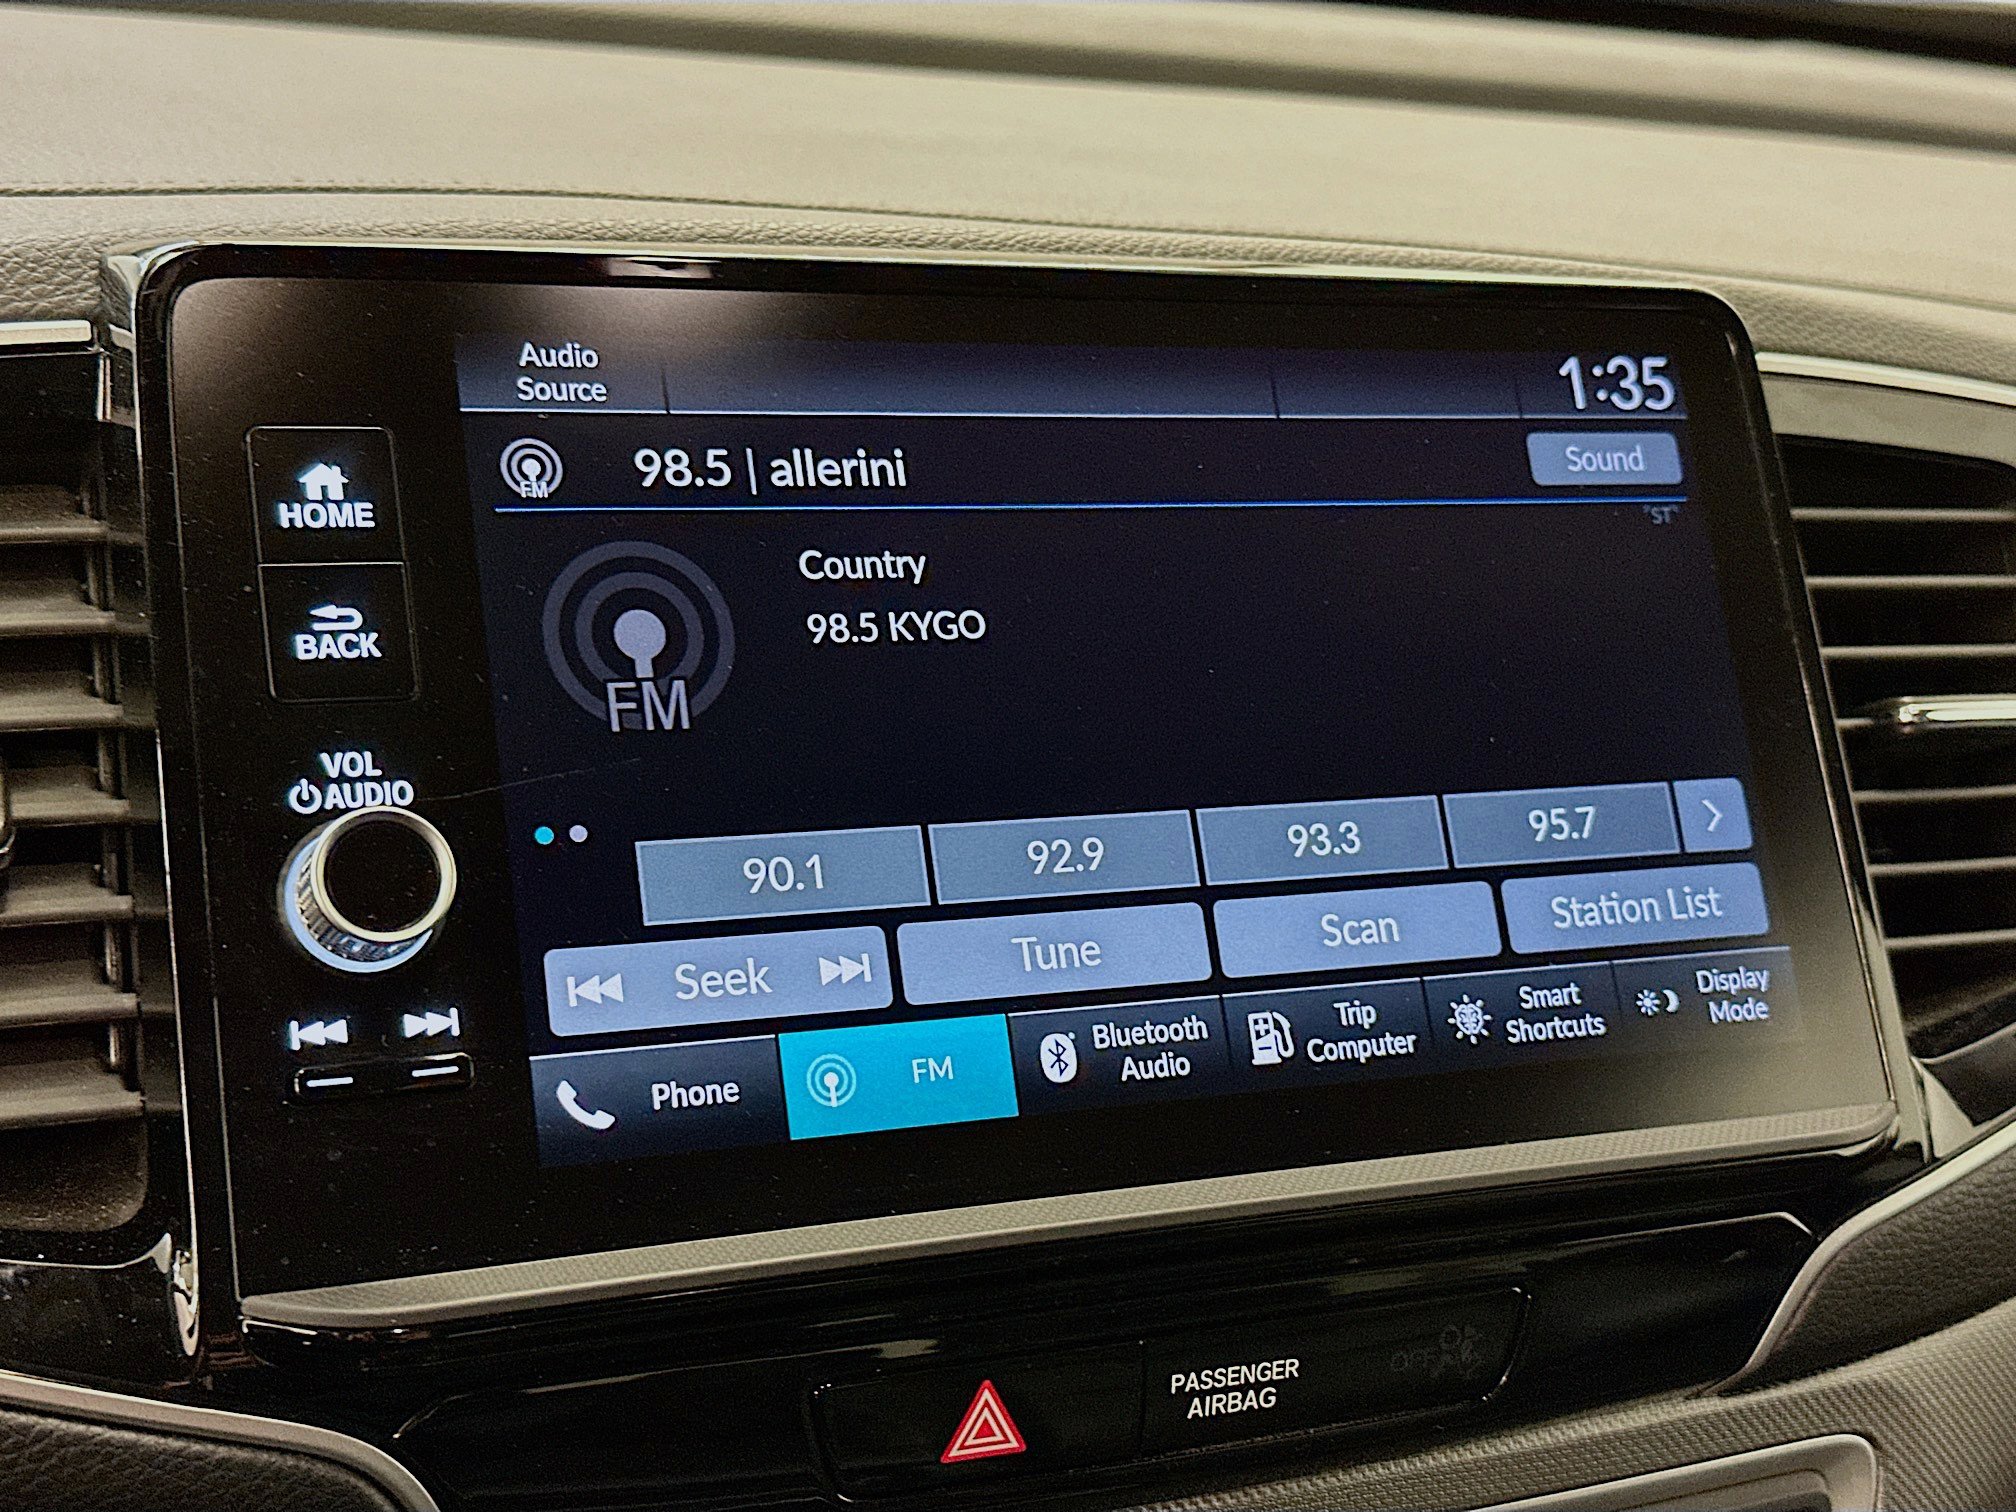 Audio
Source
1:35
FM
98.5 | allerini
Sound
"ST"
HOME
Country
98.5 KYGO
BACK
FM
VOL
AUDIO
90.1
92.9
93.3
95.7
Seek
Tune
Scan
Station List
Phone
FM
Bluetooth
Audio
Trip
Computer
Smart
Shortcuts
Display
Mode
PASSENGER
AIRBAG
OFF